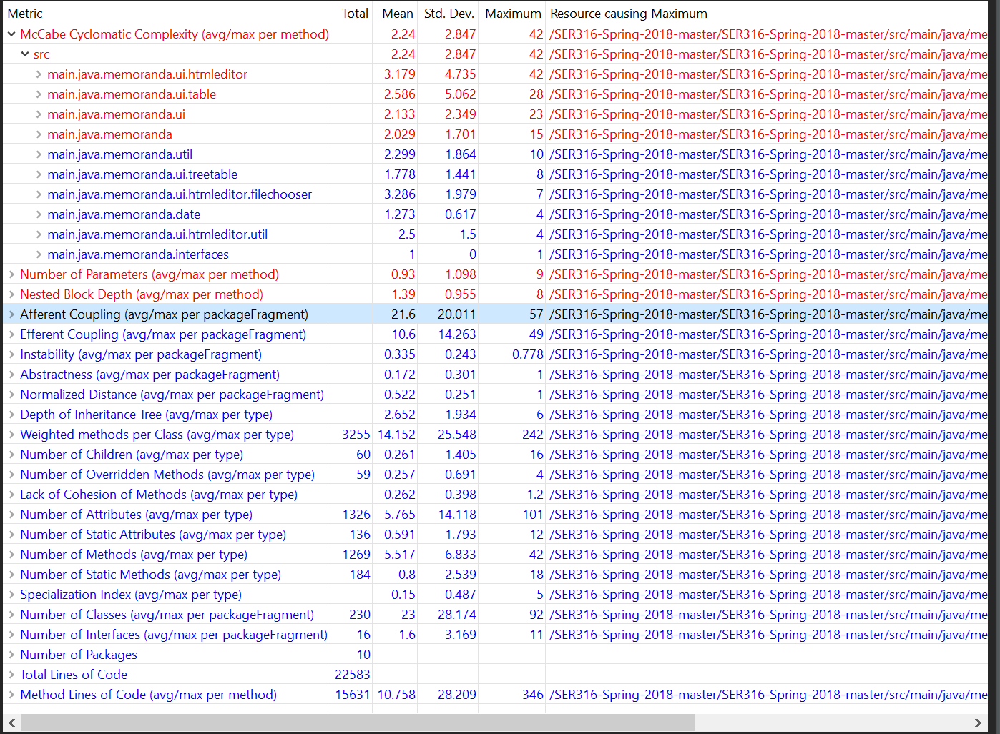 Metric Total Mean Std. Dev. Maximum Resource causing Maximum
McCabe Cyclomatic Complexity (avg/max per method) 2.24 2.847 42 /SER316-Spring-2018-master/SER316-Spring-2018-master/src/main/java/me
src 2.24 2.847 42 /SER316-Spring-2018-master/SER316-Spring-2018-master/src/main/java/me
main.java.memoranda.ui.htmleditor 3.179 4.735 42 /SER316-Spring-2018-master/SER316-Spring-2018-master/src/main/java/me
main.java.memoranda.ui.table 2.586 5.062 28 /SER316-Spring-2018-master/SER316-Spring-2018-master/src/main/java/me
main.java.memoranda.ui 2.133 2.349 23 /SER316-Spring-2018-master/SER316-Spring-2018-master/src/main/java/me
main.java.memoranda 2.029 1.701 15 /SER316-Spring-2018-master/SER316-Spring-2018-master/src/main/java/me
main.java.memoranda.util 2.299 1.864 10 /SER316-Spring-2018-master/SER316-Spring-2018-master/src/main/java/me
main.java.memoranda.ui.treetable 1.778 1.441 8 /SER316-Spring-2018-master/SER316-Spring-2018-master/src/main/java/me
main.java.memoranda.ui.htmleditor.filechooser 3.286 1.979 7 /SER316-Spring-2018-master/SER316-Spring-2018-master/src/main/java/me
main.java.memoranda.date 1.273 0.617 4 /SER316-Spring-2018-master/SER316-Spring-2018-master/src/main/java/me
main.java.memoranda.ui.htmleditor.util 2.5 1.5 4 /SER316-Spring-2018-master/SER316-Spring-2018-master/src/main/java/me
main.java.memoranda.interfaces 1 0 1 /SER316-Spring-2018-master/SER316-Spring-2018-master/src/main/java/me
Number of Parameters (avg/max per method) 0.93 1.098 9 /SER316-Spring-2018-master/SER316-Spring-2018-master/src/main/java/me
Nested Block Depth (avg/max per method) 1.39 0.955 8 /SER316-Spring-2018-master/SER316-Spring-2018-master/src/main/java/me
Afferent Coupling (avg/max per packageFragment) 21.6 20.011 57 /SER316-Spring-2018-master/SER316-Spring-2018-master/src/main/java/me
Efferent Coupling (avg/max per packageFragment) 10.6 14.263 49 /SER316-Spring-2018-master/SER316-Spring-2018-master/src/main/java/me
Instability (avg/max per packageFragment) 0.335 0.243 0.778 /SER316-Spring-2018-master/SER316-Spring-2018-master/src/main/java/me
Abstractness (avg/max per packageFragment) 0.172 0.301 1 /SER316-Spring-2018-master/SER316-Spring-2018-master/src/main/java/me
Normalized Distance (avg/max per packageFragment) 0.522 0.251 1 /SER316-Spring-2018-master/SER316-Spring-2018-master/src/main/java/me
Depth of Inheritance Tree (avg/max per type) 2.652 1.934 6 /SER316-Spring-2018-master/SER316-Spring-2018-master/src/main/java/me
Weighted methods per Class (avg/max per type) 3255 14.152 25.548 242 /SER316-Spring-2018-master/SER316-Spring-2018-master/src/main/java/me
Number of Children (avg/max per type) 60 0.261 1.405 16 /SER316-Spring-2018-master/SER316-Spring-2018-master/src/main/java/me
Number of Overridden Methods (avg/max per type) 59 0.257 0.691 4 /SER316-Spring-2018-master/SER316-Spring-2018-master/src/main/java/me
Lack of Cohesion of Methods (avg/max per type) 0.262 0.398 1.2 /SER316-Spring-2018-master/SER316-Spring-2018-master/src/main/java/me
Number of Attributes (avg/max per type) 1326 5.765 14.118 101 /SER316-Spring-2018-master/SER316-Spring-2018-master/src/main/java/me
Number of Static Attributes (avg/max per type) 136 0.591 1.793 12 /SER316-Spring-2018-master/SER316-Spring-2018-master/src/main/java/me
Number of Methods (avg/max per type) 1269 5.517 6.833 42 /SER316-Spring-2018-master/SER316-Spring-2018-master/src/main/java/me
Number of Static Methods (avg/max per type) 184 0.8 2.539 18 /SER316-Spring-2018-master/SER316-Spring-2018-master/src/main/java/me
Specialization Index (avg/max per type) 0.15 0.487 5 /SER316-Spring-2018-master/SER316-Spring-2018-master/src/main/java/me
Number of Classes (avg/max per packageFragment) 230 23 28.174 92 /SER316-Spring-2018-master/SER316-Spring-2018-master/src/main/java/me
Number of Interfaces (avg/max per packageFragment) 16 1.6 3.169 11 /SER316-Spring-2018-master/SER316-Spring-2018-master/src/main/java/me
Number of Packages 10
Total Lines of Code 22583
Method Lines of Code (avg/max per method) 15631 10.758 28.209 346 /SER316-Spring-2018-master/SER316-Spring-2018-master/src/main/java/me